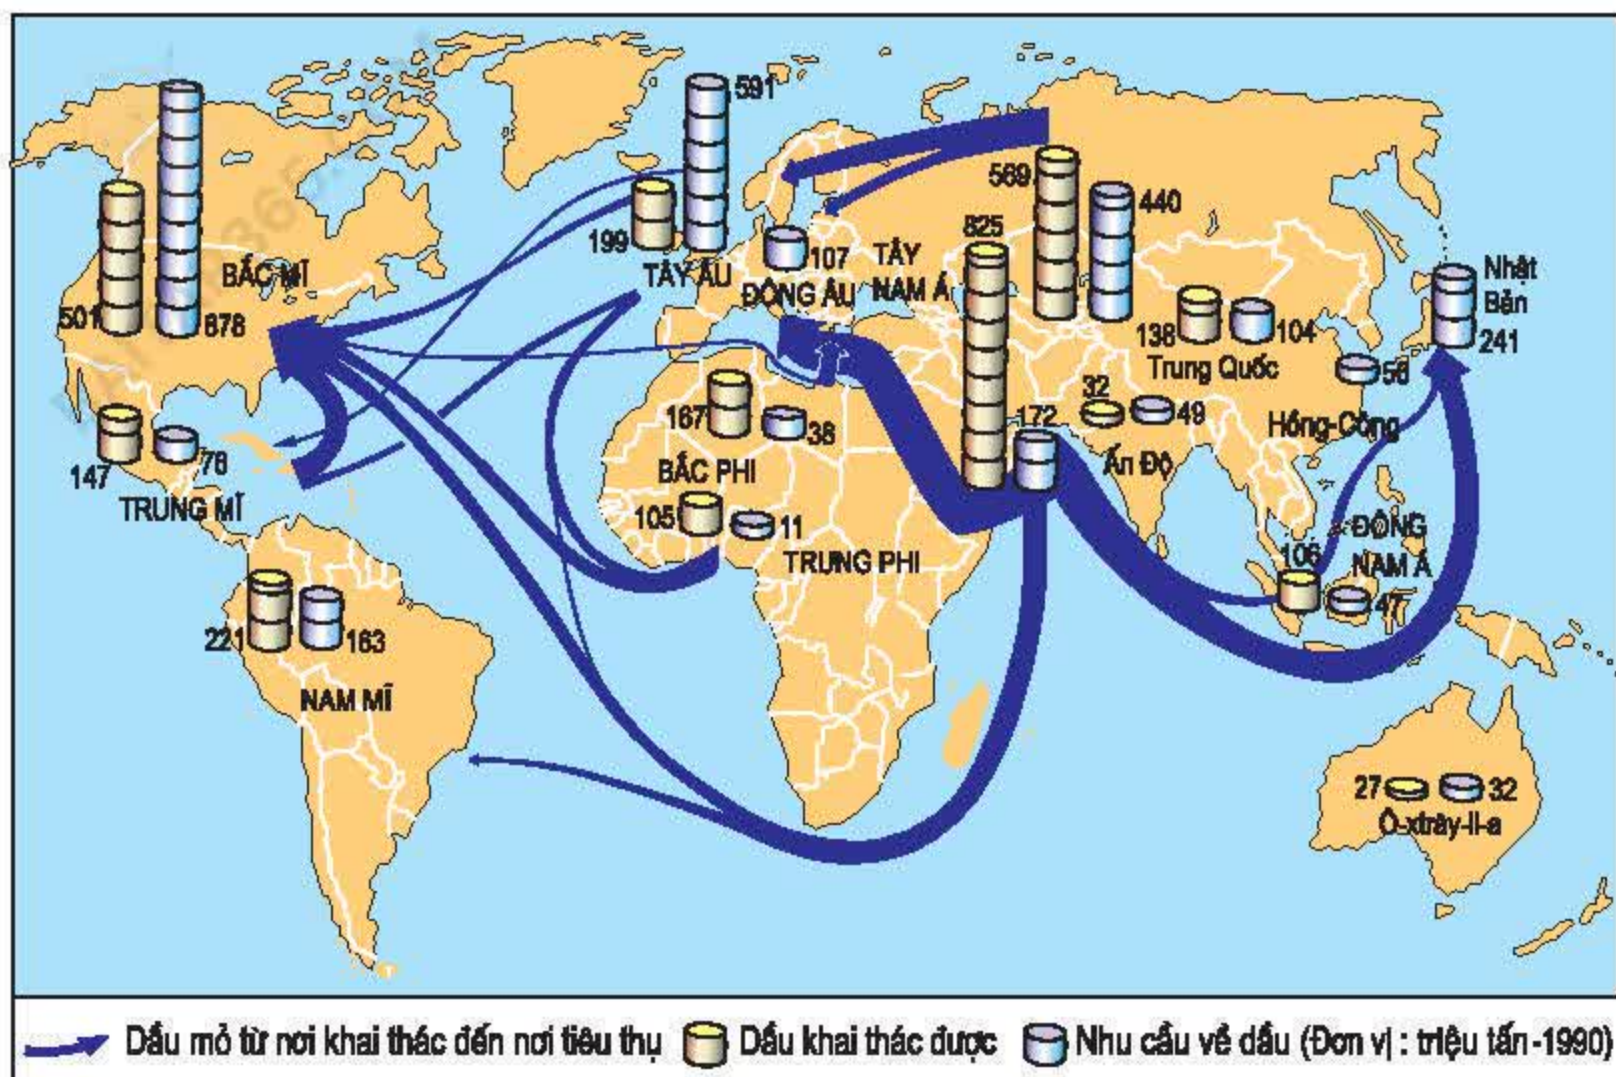 591
199
TÂY ÂU
107
ĐÔNG ÂU
TÂY
NAM Á
569
440
825
172
BẮC MĨ
501
878
147
78
TRUNG MĨ
167
38
BẮC PHI
105
11
TRUNG PHI
32
49
Ấn Độ
138
104
Trung Quốc
Nhật
Bản
241
56
Hồng-Công
ĐÔNG
NAM Á
106
47
221
163
NAM MĨ
27
32
Ô-xtrây-li-a
Dầu mỏ từ nơi khai thác đến nơi tiêu thụ
Dầu khai thác được
Nhu cầu về dầu (Đơn vị : triệu tấn-1990)